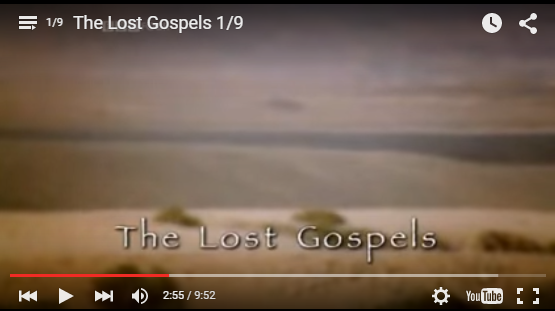 1/9 The Lost Gospels 1/9
The Lost Gospels
2:55 / 9:52 YouTube